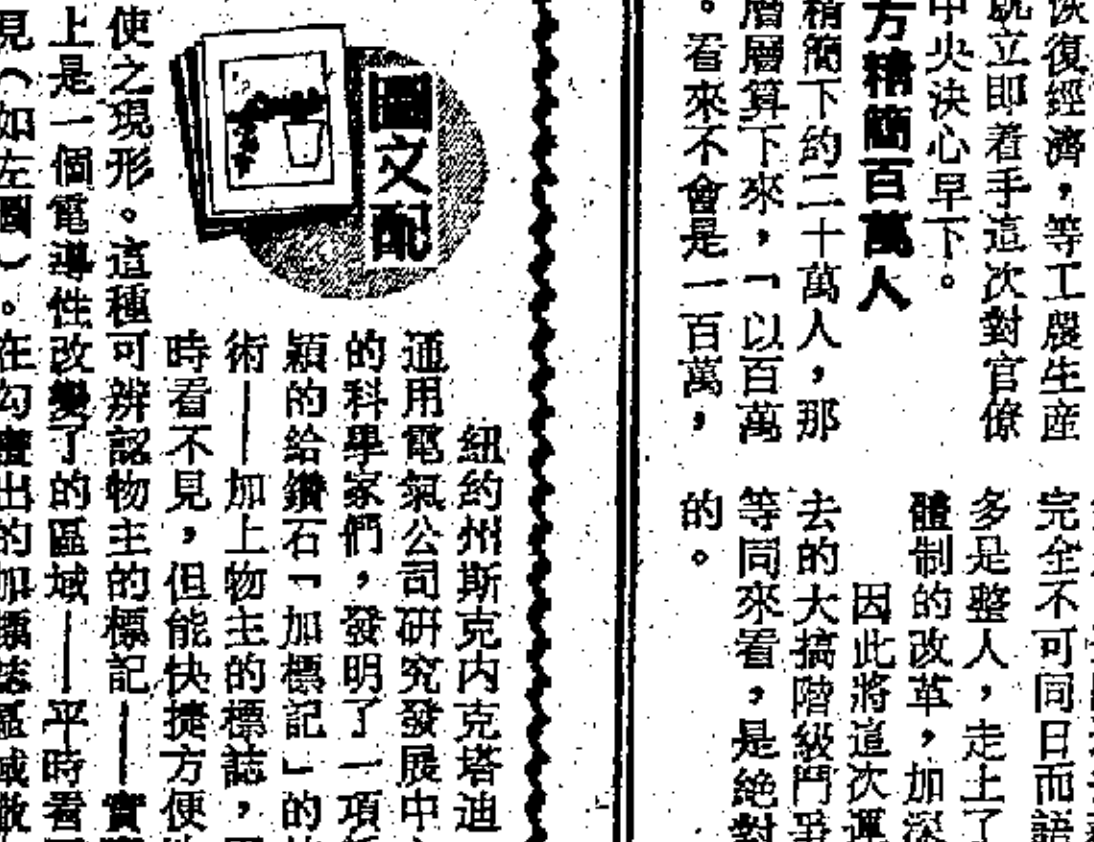 恢復經濟，等工農生産
就立即着手這次對官僚
中央決心早下。
方精簡百萬人
精簡下約二十萬人，那
層層算下來，「以百萬
。看來不會是一百萬，
完全不可同日而語
多是整人，走上了
體制的改革，加深
因此將這次運
去的大搞階級鬥爭
等同來看，是絶對
的。
圖文配
紐約州斯克内克塔迪
通用電氣公司研究發展中
的科學家們，發明了一項
穎的給鑽石「加標記」的
術——加上物主的標誌，
時看不見，但能快捷方便
使之現形。這種可辨認物主的標記——實
上是一個電導性改變了的區域——平時看
見（如左圖）。在勾畫出的加標誌區域